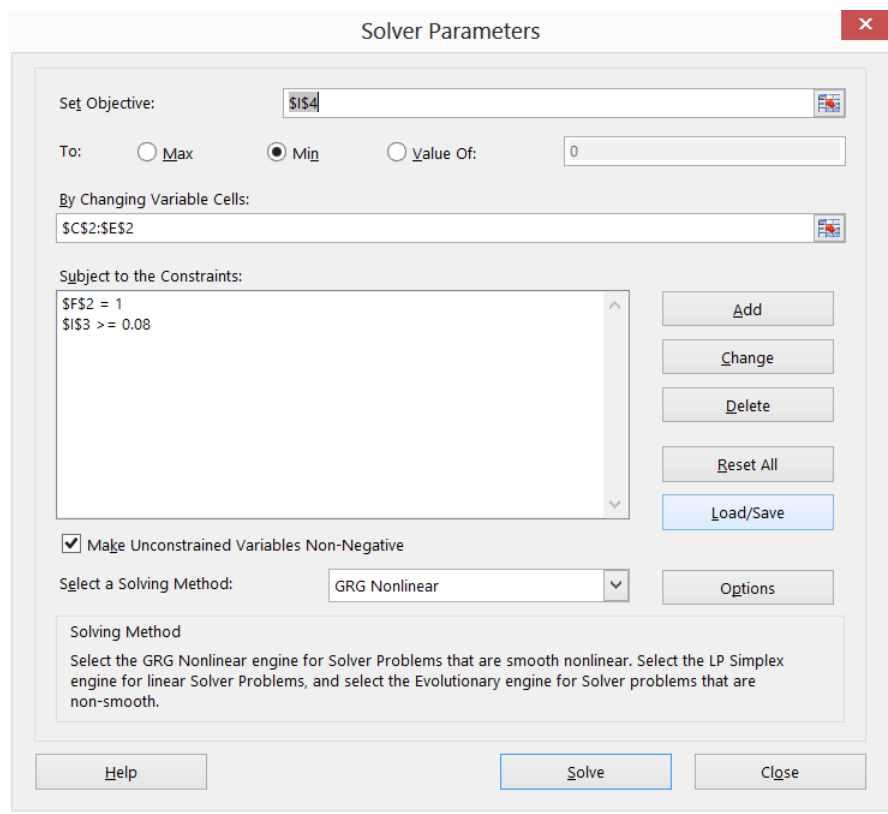 Solver Parameters
Set Objective:
$I$4
To:
Max
Min
Value Of:
0
By Changing Variable Cells:
$C$2:$E$2
Subject to the Constraints:
$F$2 = 1
$I$3 >= 0.08
Add
Change
Delete
Reset All
Load/Save
Make Unconstrained Variables Non-Negative
Select a Solving Method:
GRG Nonlinear
Options
Solving Method
Select the GRG Nonlinear engine for Solver Problems that are smooth nonlinear. Select the LP Simplex
engine for linear Solver Problems, and select the Evolutionary engine for Solver problems that are
non-smooth.
Help
Solve
Close